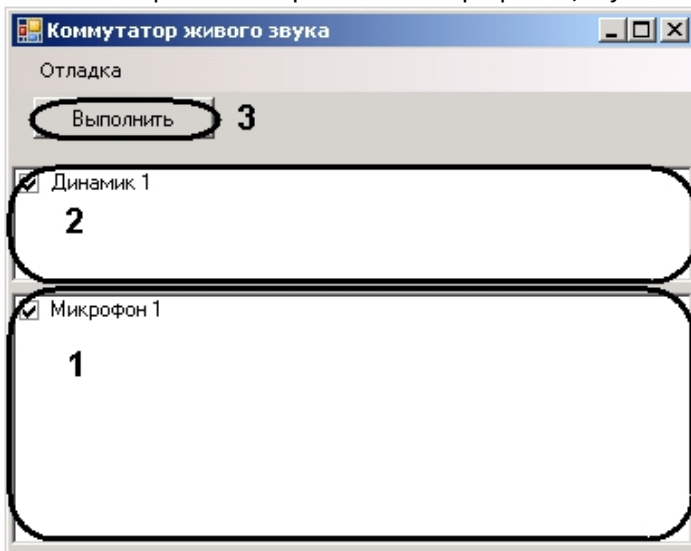 Коммутатор живого звука
Отладка
Выполнить 3
Динамик 1
2
Микрофон 1
1